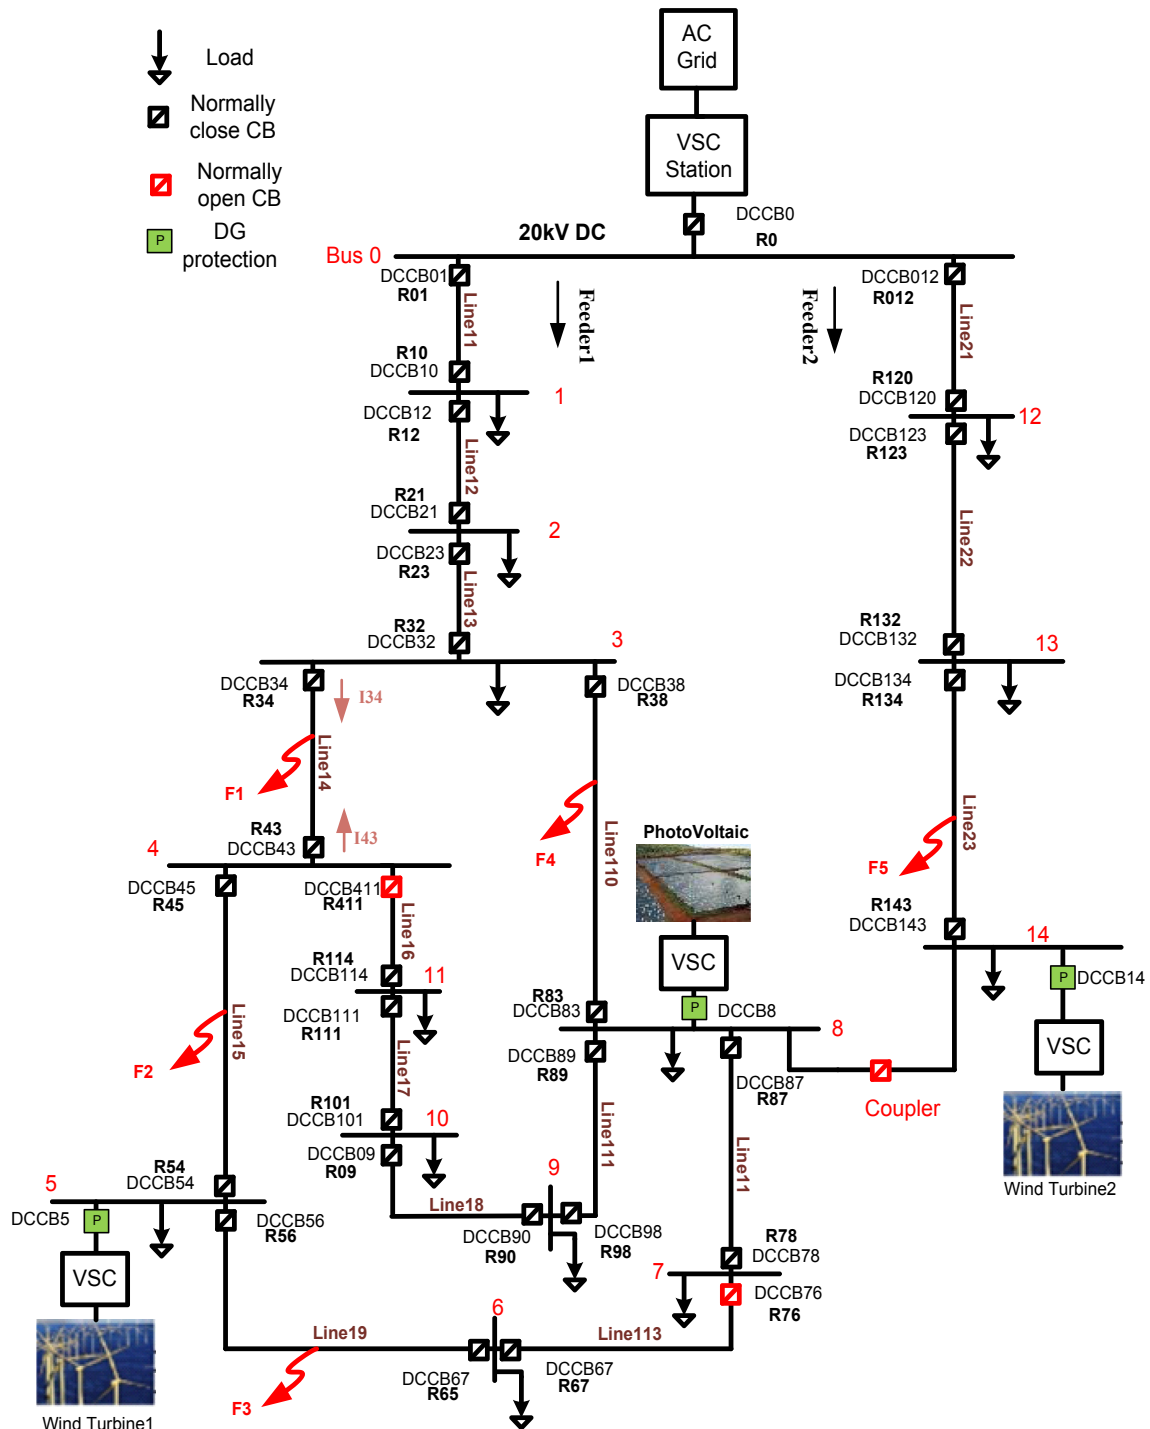 AC
Grid
Load
Normally
close CB
VSC
Station
Normally
open CB
P
DG
protection
DCCB0
R0
20kV DC
Bus 0
DCCB01
R01
DCCB012
R012
Line11
Feeder1
Feeder2
Line21
R10
DCCB10
1
DCCB12
R12
R120
DCCB120
12
DCCB123
R123
Line12
R21
DCCB21
2
DCCB23
R23
Line13
Line22
R32
DCCB32
3
R132
DCCB132
13
DCCB34
R34
I34
DCCB38
R38
DCCB134
R134
Line14
F1
R43
DCCB43
I43
4
F4
Line110
PhotoVoltaic
Line23
F5
DCCB45
R45
DCCB411
R411
Line16
R143
DCCB143
14
VSC
R114
DCCB114
11
DCCB111
R111
P
DCCB14
Line15
F2
R83
DCCB83
P
DCCB8
8
VSC
Line17
DCCB89
R89
DCCB87
R87
Coupler
R101
DCCB101
10
DCCB09
R09
Line111
Line11
9
R54
DCCB54
5
Line18
Wind Turbine2
DCCB5
P
DCCB56
R56
DCCB90
R90
DCCB98
R98
R78
DCCB78
VSC
7
DCCB76
R76
6
Line19
Line113
DCCB67
R65
DCCB67
R67
F3
Wind Turbine1